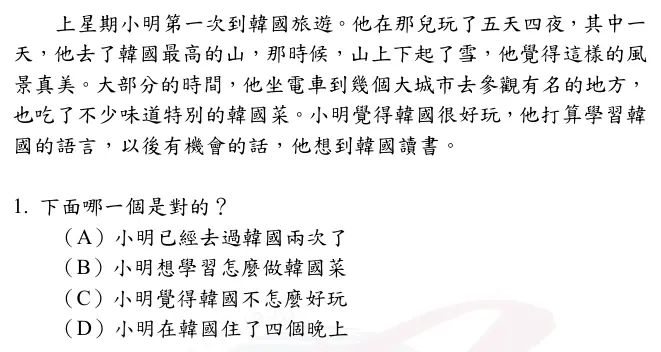 上星期小明第一次到韓國旅遊。他在那兒玩了五天四夜，其中一
天，他去了韓國最高的山，那時候，山上下起了雪，他覺得這樣的風
景真美。大部分的時間，他坐電車到幾個大城市去參觀有名的地方，
也吃了不少味道特別的韓國菜。小明覺得韓國很好玩，他打算學習韓
國的語言，以後有機會的話，他想到韓國讀書。
1. 下面哪一個是對的？
（A）小明已經去過韓國兩次了
（B）小明想學習怎麼做韓國菜
（C）小明覺得韓國不怎麼好玩
（D）小明在韓國住了四個晚上